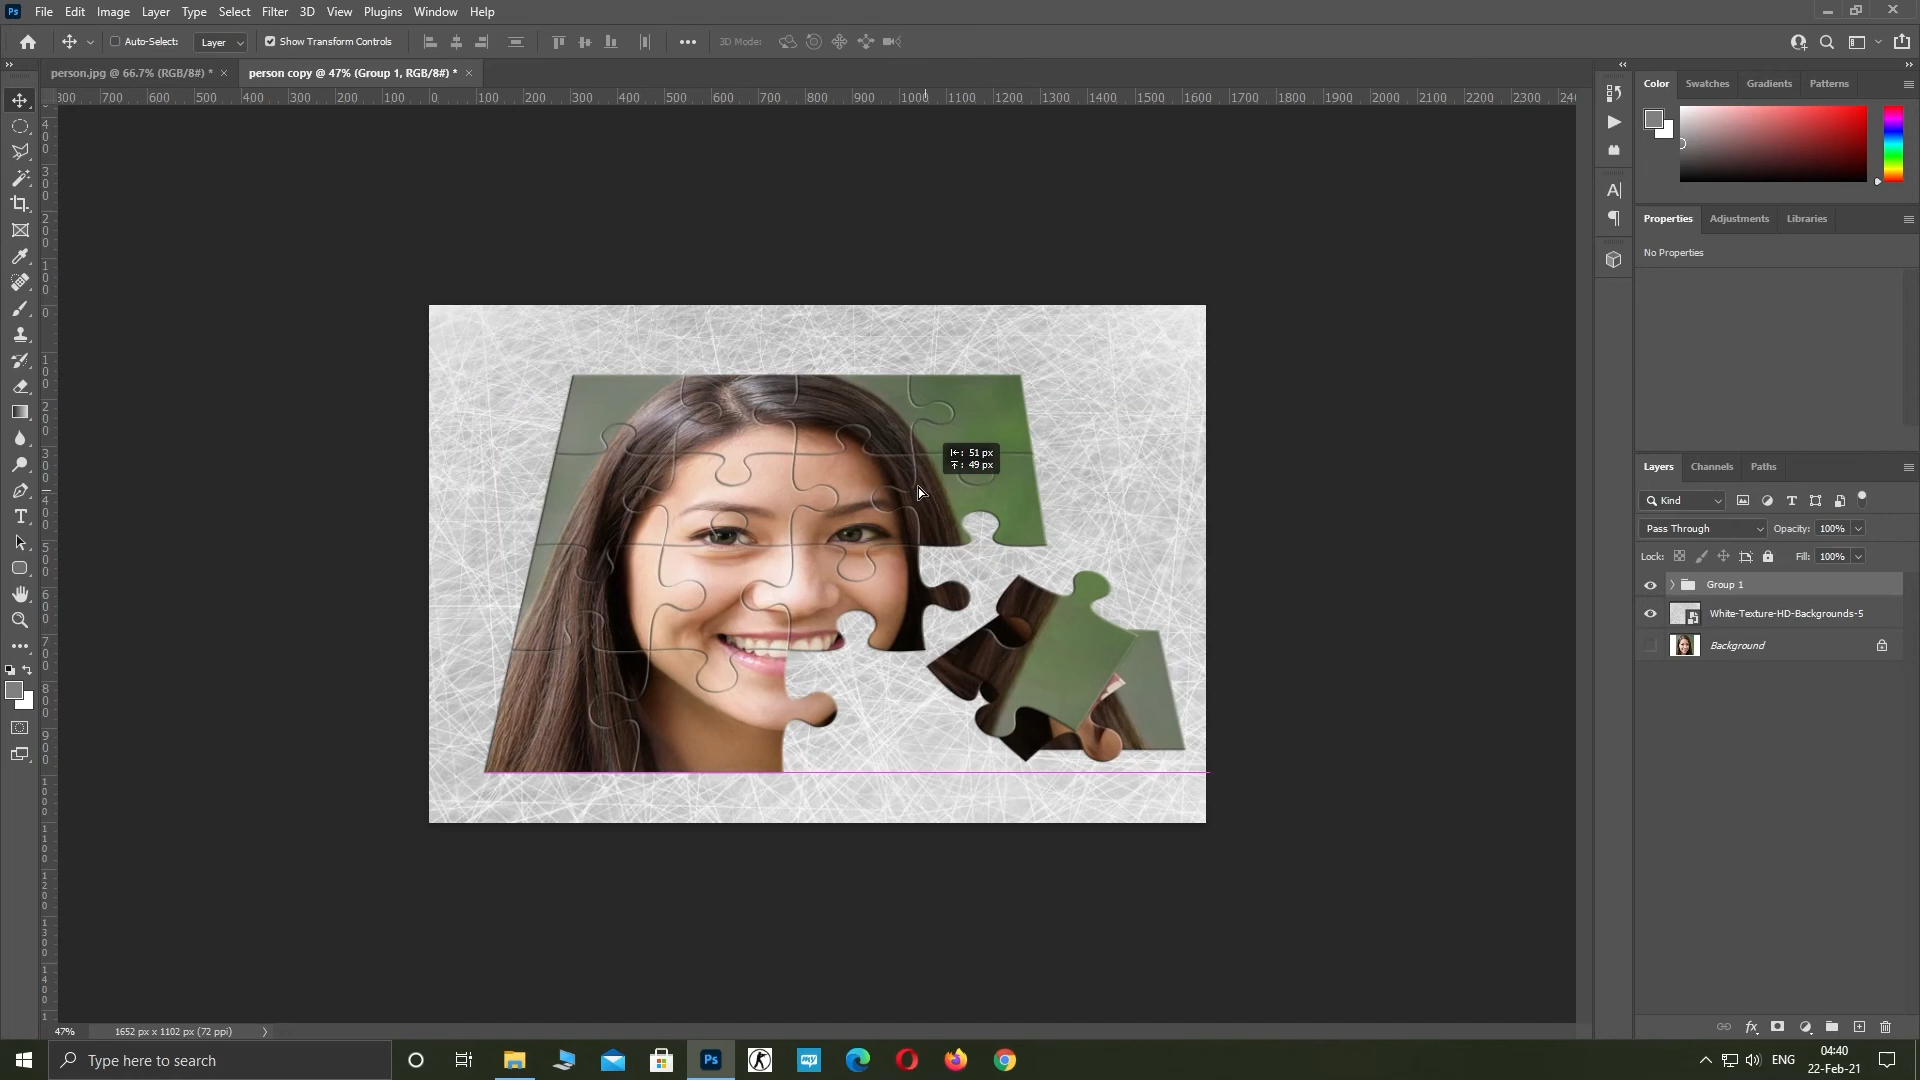 Ps File Edit Image Layer Type Select Filter 3D View Plugins Window Help
Auto-Select: Layer Show Transform Controls 3D Mode:
person.jpg @ 66.7% (RGB/8#) * × person copy @ 47% (Group 1, RGB/8#) * ×
Color Swatches Gradients Patterns
800 700 600 500 400 300 200 100 0 100 200 300 400 500 600 700 800 900 1000 1100 1200 1300 1400 1500 1600 1700 1800 1900 2000 2100 2200 2300
Properties Adjustments Libraries
No Properties
51 px
49 px
Layers Channels Paths
Kind
Pass Through Opacity: 100%
Lock: Fill: 100%
Group 1
White-Texture-HD-Backgrounds-5
Background
47% 1652 px x 1102 px (72 ppi)
Type here to search
Ps
my
ENG
04:40
22-Feb-21